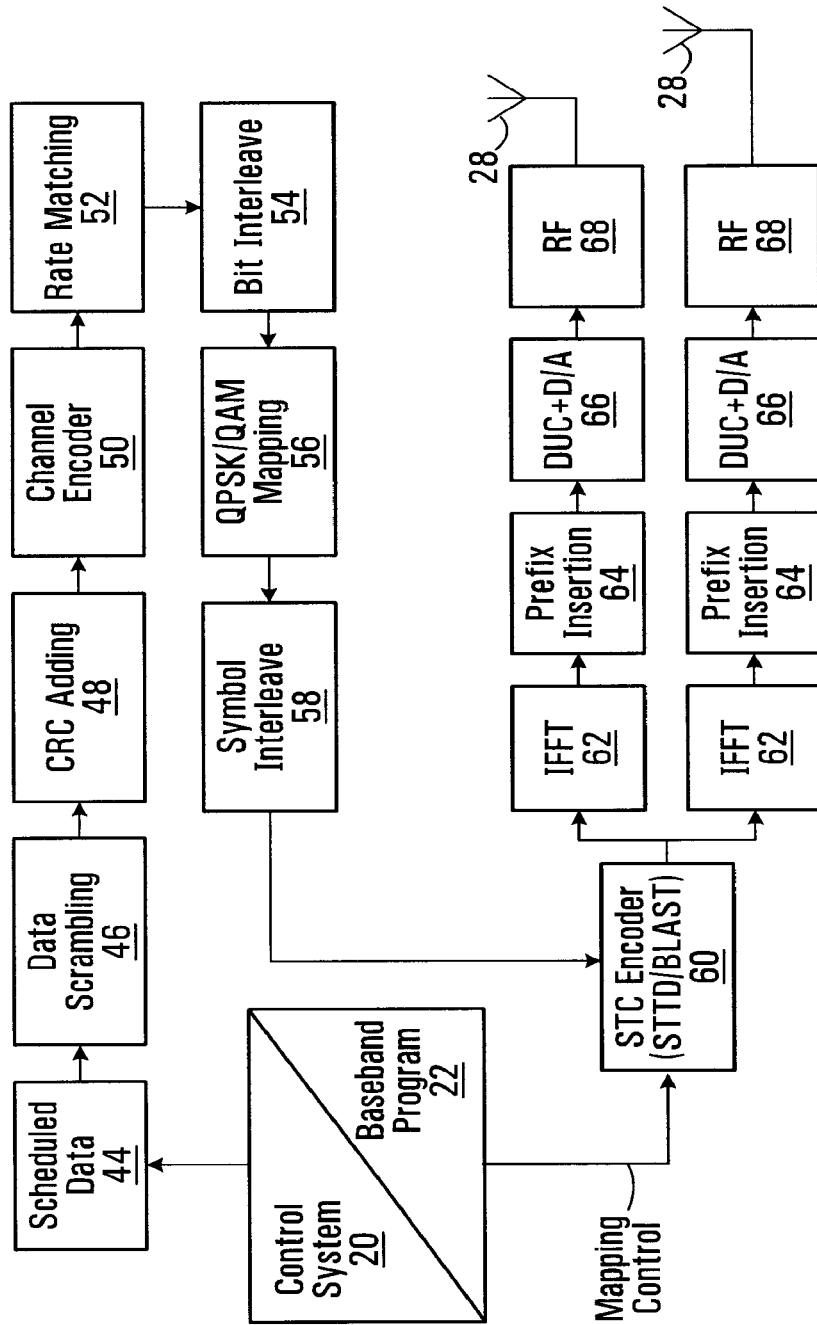 Scheduled
Data
44
Data
Scrambling
46
CRC Adding
48
Channel
Encoder
50
Rate Matching
52
Bit Interleave
54
QPSK/QAM
Mapping
56
Symbol
Interleave
58
Control
System
20
Baseband
Program
22
Mapping
Control
STC Encoder
(STTD/BLAST)
60
IFFT
62
Prefix
Insertion
64
DUC+D/A
66
RF
68
28
IFFT
62
Prefix
Insertion
64
DUC+D/A
66
RF
68
28